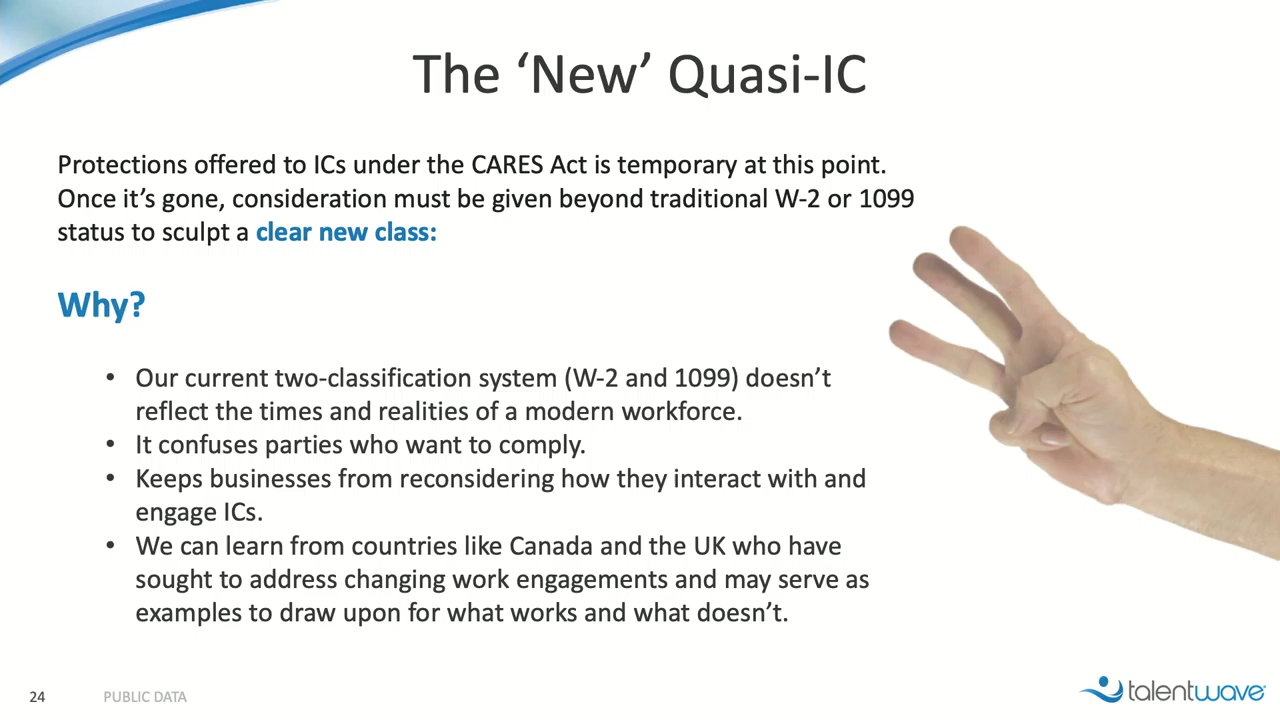 The ‘New’ Quasi-IC
Protections offered to ICs under the CARES Act is temporary at this point.
Once it’s gone, consideration must be given beyond traditional W-2 or 1099
status to sculpt a clear new class:
Why?
• Our current two-classification system (W-2 and 1099) doesn’t
reflect the times and realities of a modern workforce.
• It confuses parties who want to comply.
• Keeps businesses from reconsidering how they interact with and
engage ICs.
• We can learn from countries like Canada and the UK who have
sought to address changing work engagements and may serve as
examples to draw upon for what works and what doesn’t.
24 PUBLIC DATA
talentwave